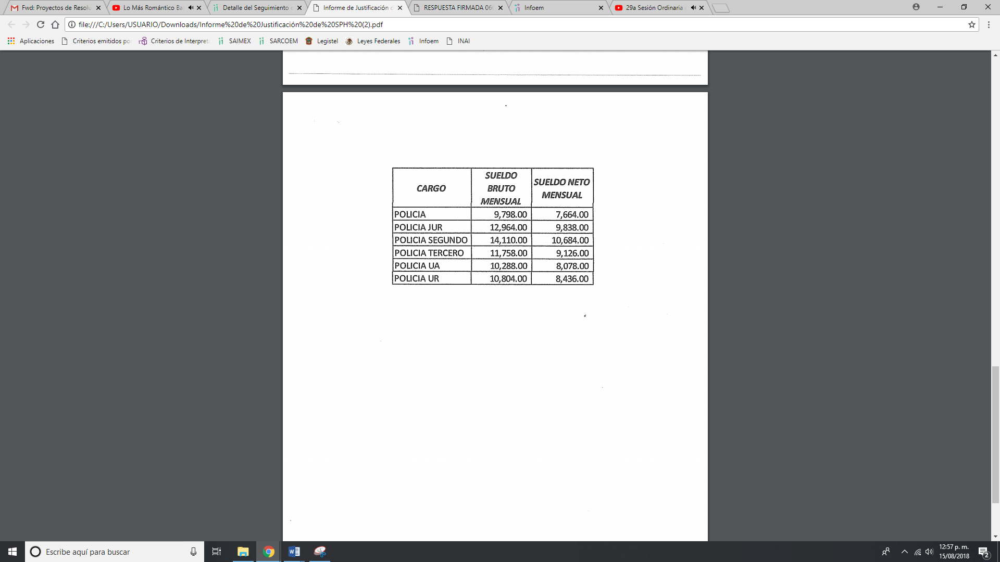 Fwd: Proyectos de Resolu
Lo Más Romántico Ba
Detalle del Seguimiento
Informe de Justificación
RESPUESTA FIRMADA 06
Infoem
29a Sesión Ordinaria
file:///C:/Users/USUARIO/Downloads/Informe%20de%20Justificación%20de%20SPH%20(2).pdf
Aplicaciones
Criterios emitidos po
Criterios de Interpret
SAIMEX
SARCOEM
Legistel
Leyes Federales
Infoem
INAI
CARGO SUELDO BRUTO MENSUAL SUELDO NETO MENSUAL
POLICIA 9,798.00 7,664.00
POLICIA JUR 12,964.00 9,838.00
POLICIA SEGUNDO 14,110.00 10,684.00
POLICIA TERCERO 11,758.00 9,126.00
POLICIA UA 10,288.00 8,078.00
POLICIA UR 10,804.00 8,436.00
Escribe aquí para buscar
12:57 p. m.
15/08/2018
2